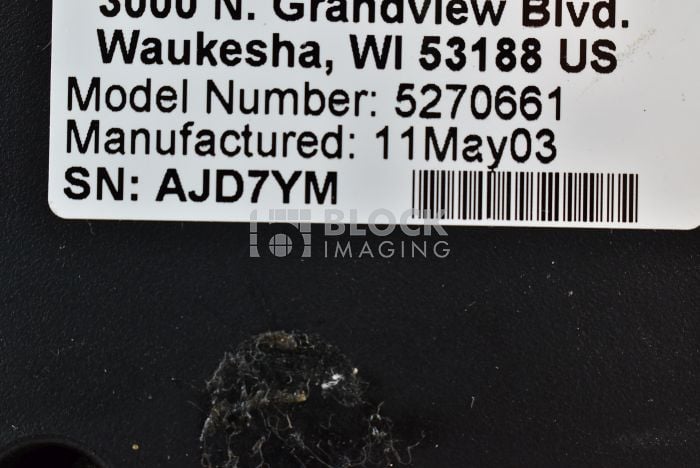 3000 N. Grandview Blvd.
Waukesha, WI 53188 US
Model Number: 5270661
Manufactured: 11May03
SN: AJD7YM
BLOCK
IMAGING